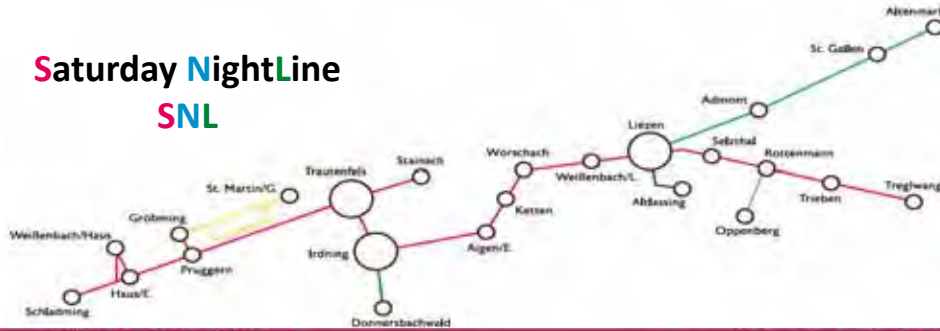 Saturday NightLine
SNL
Altenmarkt
St. Gallen
Admont
Liezen
Selzthal
Rottenmann
Treglwang
Trieben
Oppenberg
Altlassing
Weißenbach/L.
Wörschach
Ketten
Aigen/E.
Stainach
Trautenfels
Irdning
Donnersbachwald
St. Martin/G.
Gröbming
Pruggern
Weißenbach/Haus
Haus/E.
Schladming